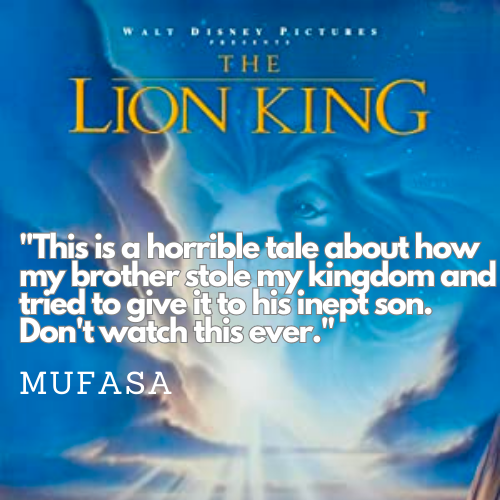 WALT DISNEY PICTURES
PRESENTS
THE
LION KING
"This is a horrible tale about how
my brother stole my kingdom and
tried to give it to his inept son.
Don't watch this ever."
MUFASA